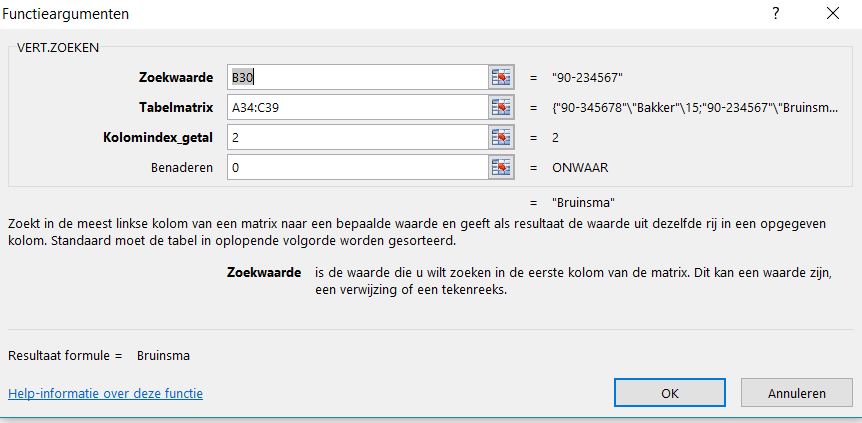 Functieargumenten ?
VERT.ZOEKEN
Zoekwaarde B30 = "90-234567"
Tabelmatrix A34:C39 = {"90-345678"\"Bakker"\15;"90-234567"\"Bruinsm...
Kolomindex_getal 2 = 2
Benaderen 0 = ONWAAR
= "Bruinsma"
Zoekt in de meest linkse kolom van een matrix naar een bepaalde waarde en geeft als resultaat de waarde uit dezelfde rij in een opgegeven
kolom. Standaard moet de tabel in oplopende volgorde worden gesorteerd.
Zoekwaarde is de waarde die u wilt zoeken in de eerste kolom van de matrix. Dit kan een waarde zijn,
een verwijzing of een tekenreeks.
Resultaat formule = Bruinsma
Help-informatie over deze functie OK Annuleren